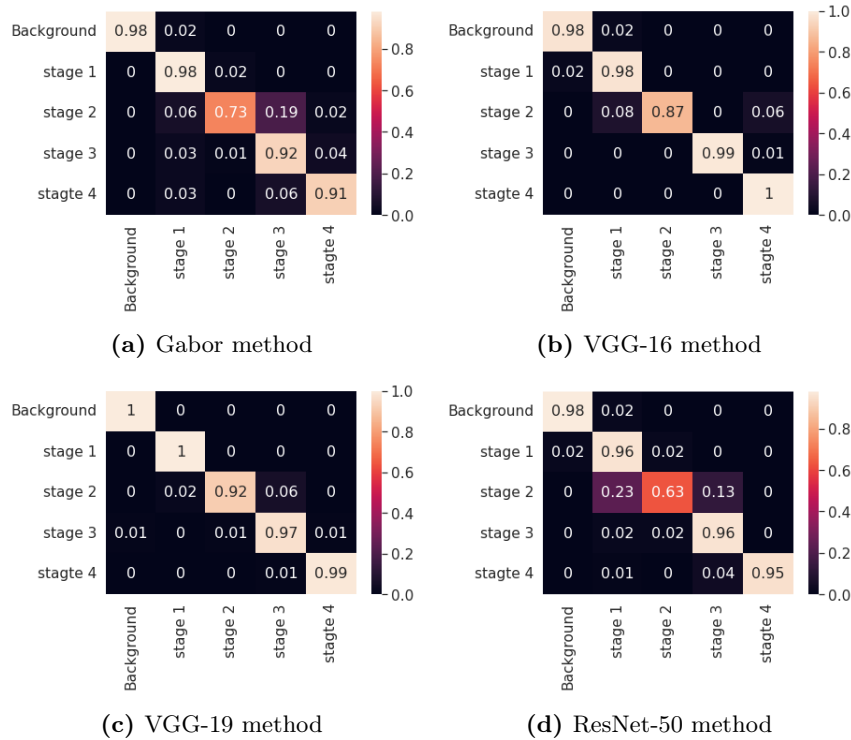 Background 0.98 0.02 0 0 0
stage 1 0 0.98 0.02 0 0
stage 2 0 0.06 0.73 0.19 0.02
stage 3 0 0.03 0.01 0.92 0.04
stagte 4 0 0.03 0 0.06 0.91
Background stage 1 stage 2 stage 3 stagte 4
0.8
0.6
0.4
0.2
0.0
(a) Gabor method
Background 0.98 0.02 0 0 0
stage 1 0.02 0.98 0 0 0
stage 2 0 0.08 0.87 0 0.06
stage 3 0 0 0 0.99 0.01
stagte 4 0 0 0 0 1
Background stage 1 stage 2 stage 3 stagte 4
1.0
0.8
0.6
0.4
0.2
0.0
(b) VGG-16 method
Background 1 0 0 0 0
stage 1 0 1 0 0 0
stage 2 0 0.02 0.92 0.06 0
stage 3 0.01 0 0.01 0.97 0.01
stagte 4 0 0 0 0.01 0.99
Background stage 1 stage 2 stage 3 stagte 4
1.0
0.8
0.6
0.4
0.2
0.0
(c) VGG-19 method
Background 0.98 0.02 0 0 0
stage 1 0.02 0.96 0.02 0 0
stage 2 0 0.23 0.63 0.13 0
stage 3 0 0.02 0.02 0.96 0
stagte 4 0 0.01 0 0.04 0.95
Background stage 1 stage 2 stage 3 stagte 4
0.8
0.6
0.4
0.2
0.0
(d) ResNet-50 method